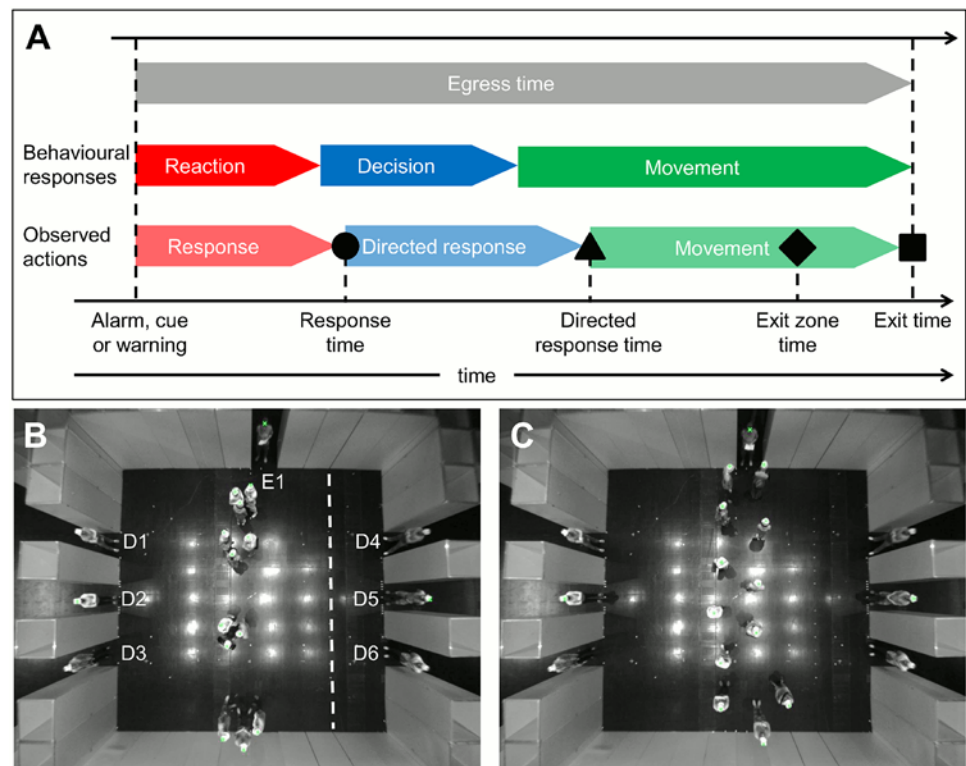 A
Egress time
Behavioural
responses
Reaction
Decision
Movement
Observed
actions
Response
Directed response
Movement
Alarm, cue
or warning
Response
time
Directed
response time
Exit zone
time
Exit time
time
B
E1
D1
D4
D2
D5
D3
D6
C